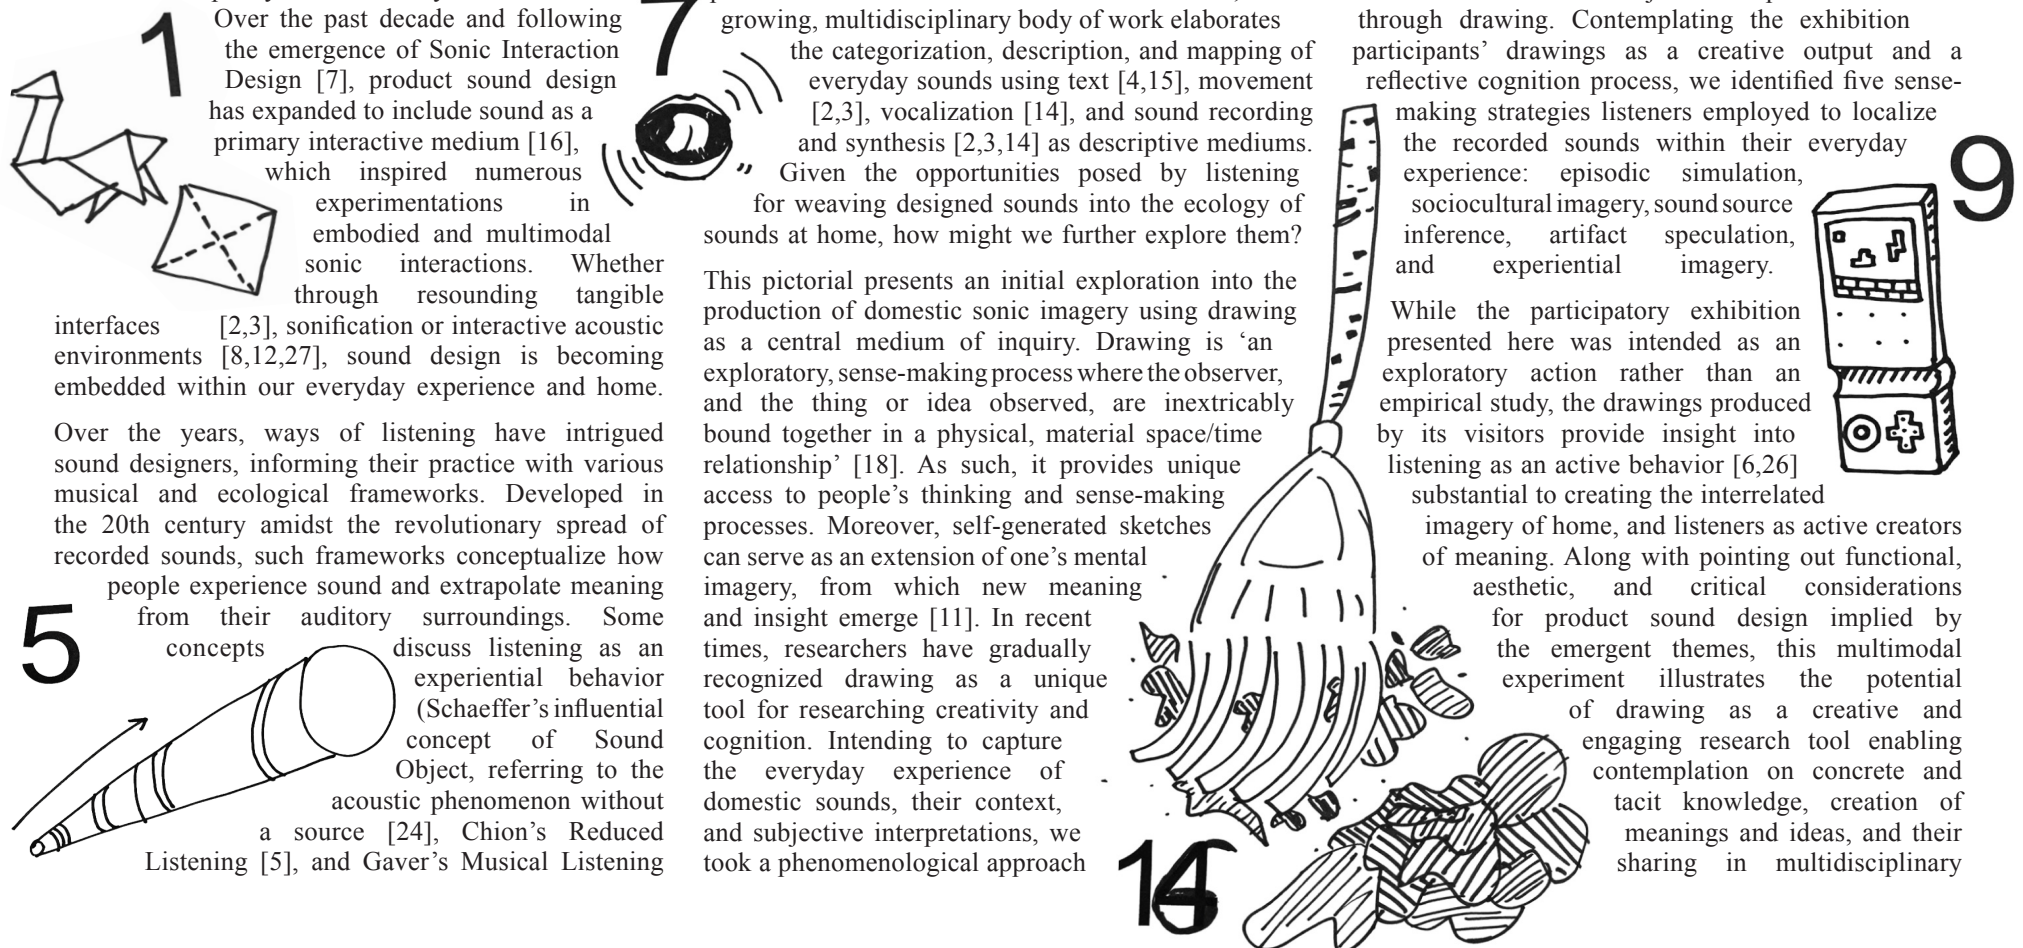 1
Over the past decade and following
the emergence of Sonic Interaction
Design [7], product sound design
has expanded to include sound as a
primary interactive medium [16],
which inspired numerous
experimentations in
embodied and multimodal
sonic interactions. Whether
through resounding tangible
interfaces [2,3], sonification or interactive acoustic
environments [8,12,27], sound design is becoming
embedded within our everyday experience and home.
Over the years, ways of listening have intrigued
sound designers, informing their practice with various
musical and ecological frameworks. Developed in
the 20th century amidst the revolutionary spread of
recorded sounds, such frameworks conceptualize how
people experience sound and extrapolate meaning
from their auditory surroundings. Some
5
concepts discuss listening as an
experiential behavior
(Schaeffer's influential
concept of Sound
Object, referring to the
acoustic phenomenon without
a source [24], Chion's Reduced
Listening [5], and Gaver's Musical Listening
7
growing, multidisciplinary body of work elaborates
the categorization, description, and mapping of
everyday sounds using text [4,15], movement
[2,3], vocalization [14], and sound recording
and synthesis [2,3,14] as descriptive mediums.
Given the opportunities posed by listening
for weaving designed sounds into the ecology of
sounds at home, how might we further explore them?
This pictorial presents an initial exploration into the
production of domestic sonic imagery using drawing
as a central medium of inquiry. Drawing is ‘an
exploratory, sense-making process where the observer,
and the thing or idea observed, are inextricably
bound together in a physical, material space/time
relationship’ [18]. As such, it provides unique
access to people’s thinking and sense-making
processes. Moreover, self-generated sketches
can serve as an extension of one’s mental
imagery, from which new meaning
and insight emerge [11]. In recent
times, researchers have gradually
recognized drawing as a unique
tool for researching creativity and
cognition. Intending to capture
the everyday experience of
domestic sounds, their context,
and subjective interpretations, we
took a phenomenological approach
14
through drawing. Contemplating the exhibition
participants’ drawings as a creative output and a
reflective cognition process, we identified five sense-
making strategies listeners employed to localize
the recorded sounds within their everyday
experience: episodic simulation,
sociocultural imagery, sound source
inference, artifact speculation,
and experiential imagery.
9
While the participatory exhibition
presented here was intended as an
exploratory action rather than an
empirical study, the drawings produced
by its visitors provide insight into
listening as an active behavior [6,26]
substantial to creating the interrelated
imagery of home, and listeners as active creators
of meaning. Along with pointing out functional,
aesthetic, and critical considerations
for product sound design implied by
the emergent themes, this multimodal
experiment illustrates the potential
of drawing as a creative and
engaging research tool enabling
contemplation on concrete and
tacit knowledge, creation of
meanings and ideas, and their
sharing in multidisciplinary